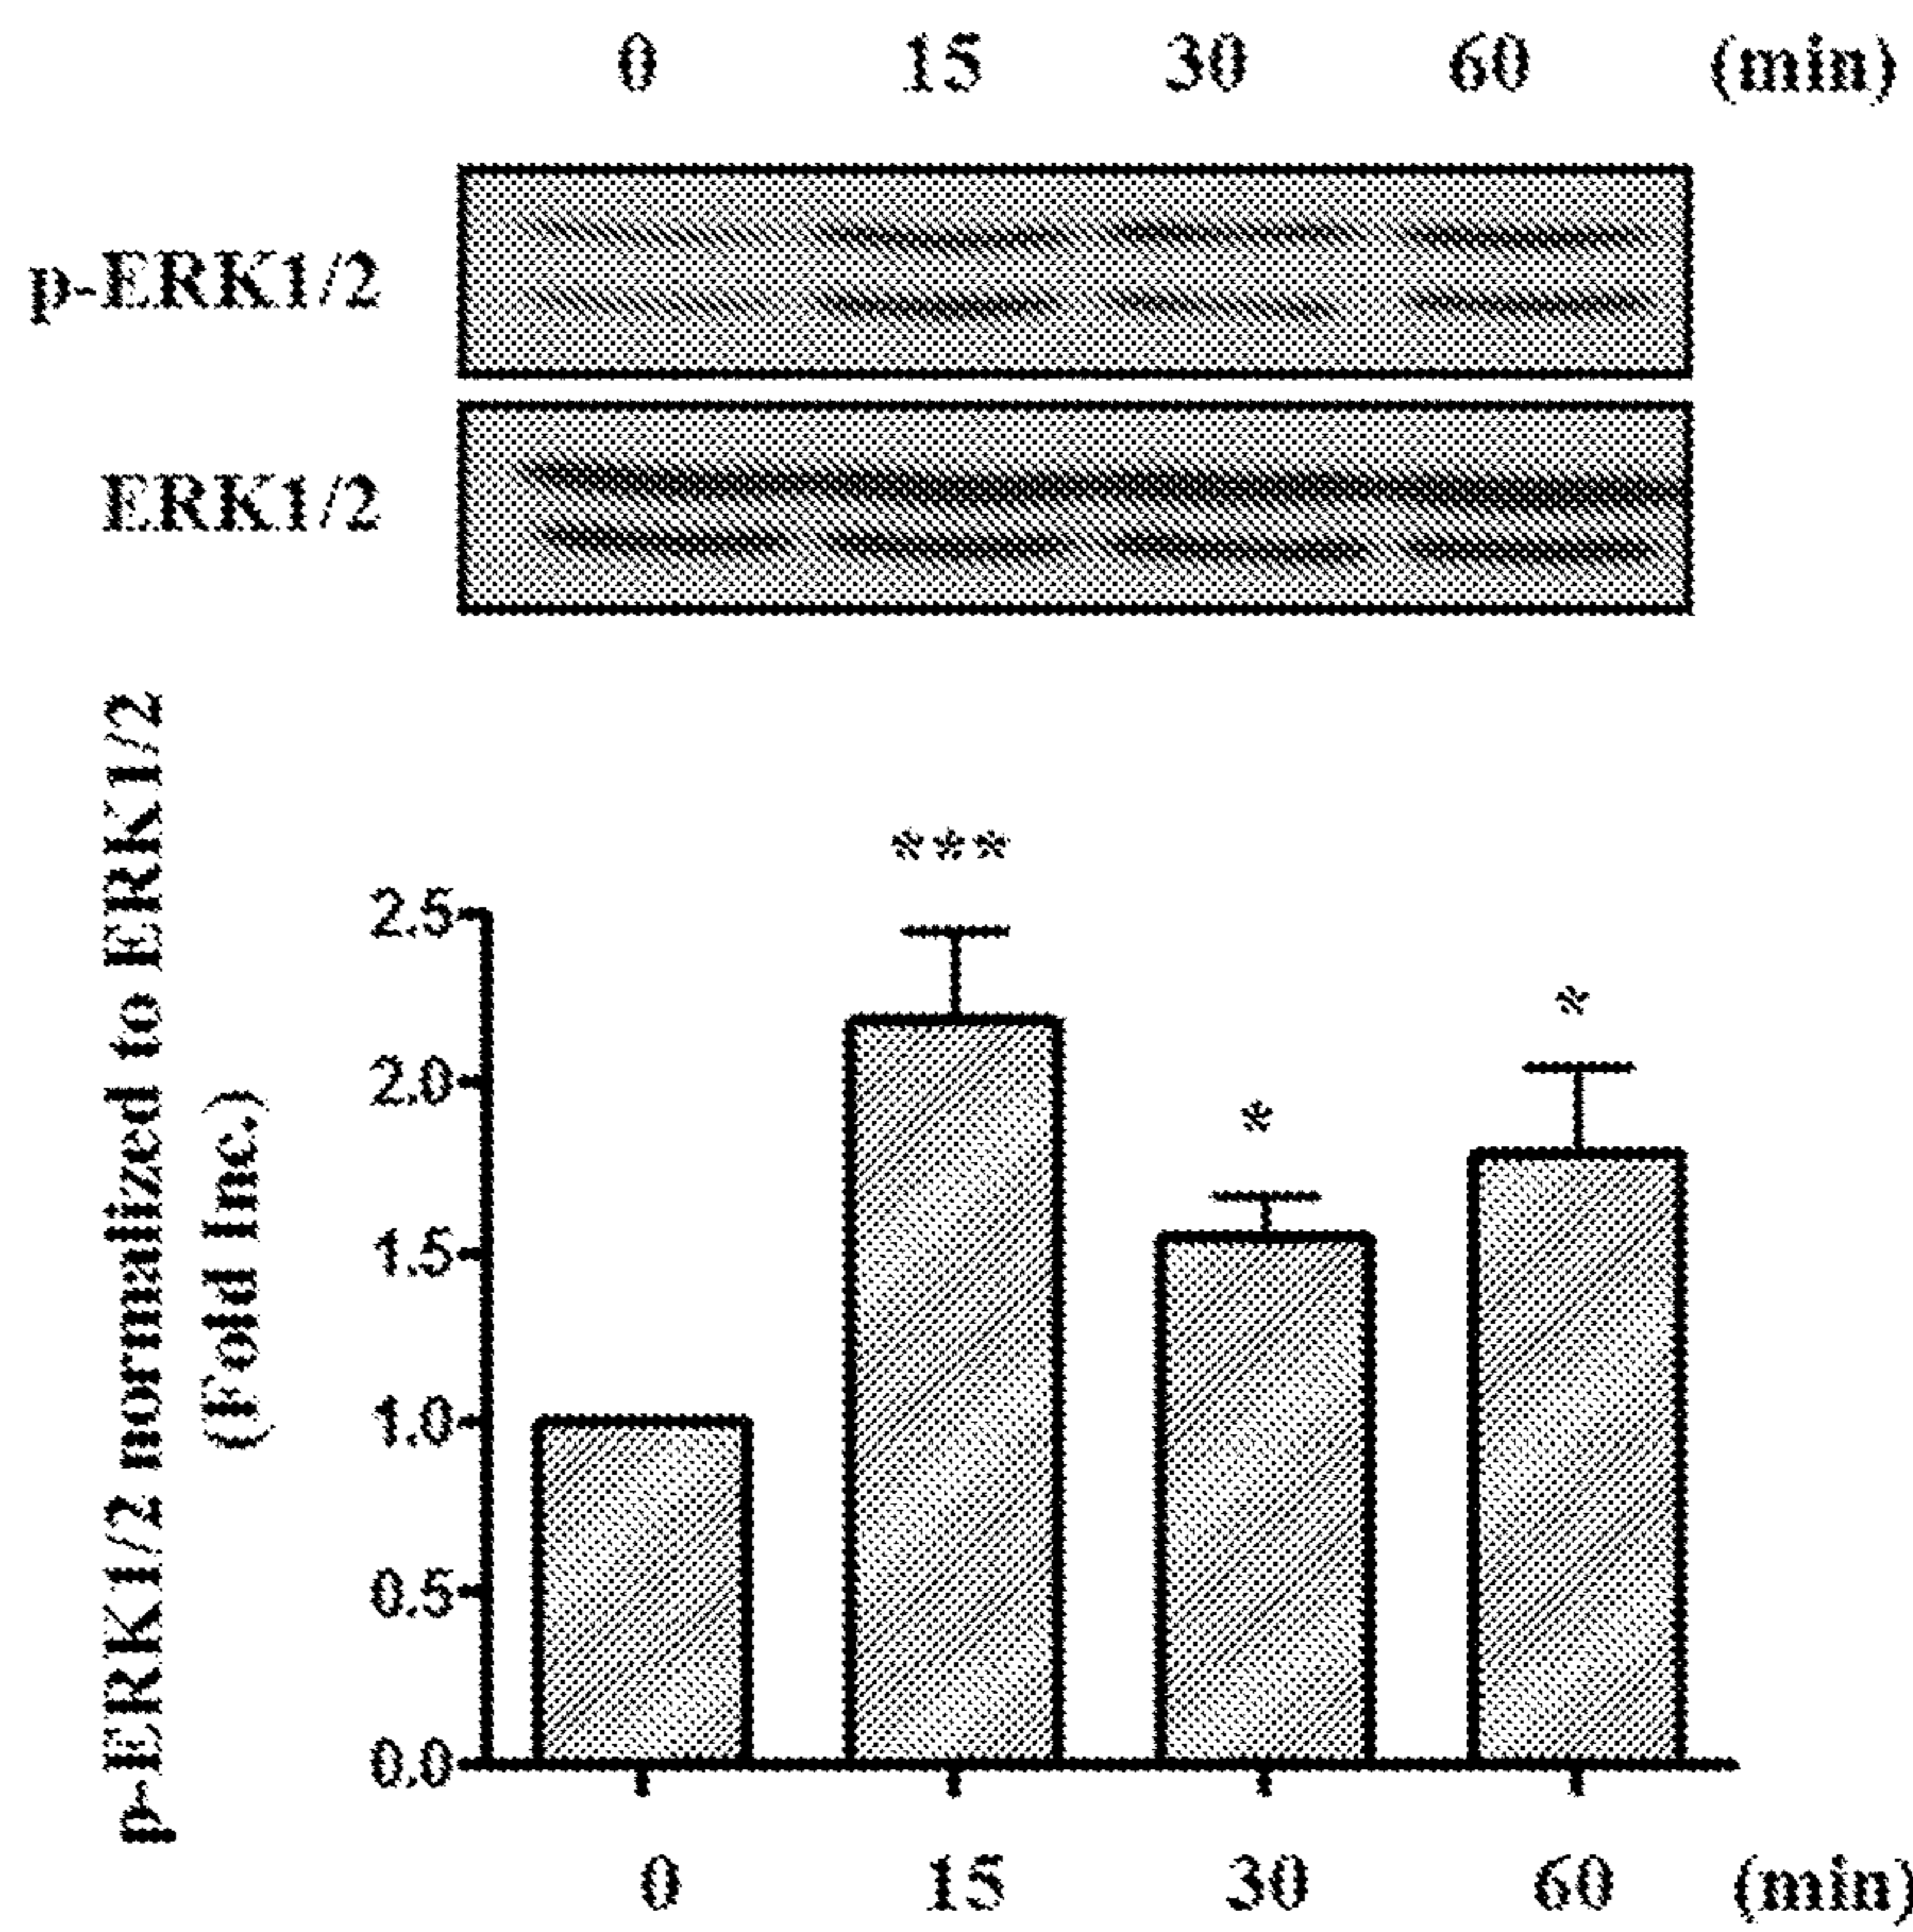 0 15 30 60 (min)
p-ERK1/2
ERK1/2
p-ERK1/2 normalized to ERK1/2
(Fold Inc.)
***
2.5
*
2.0
*
1.5
1.0
0.5
0.0
0 15 30 60 (min)